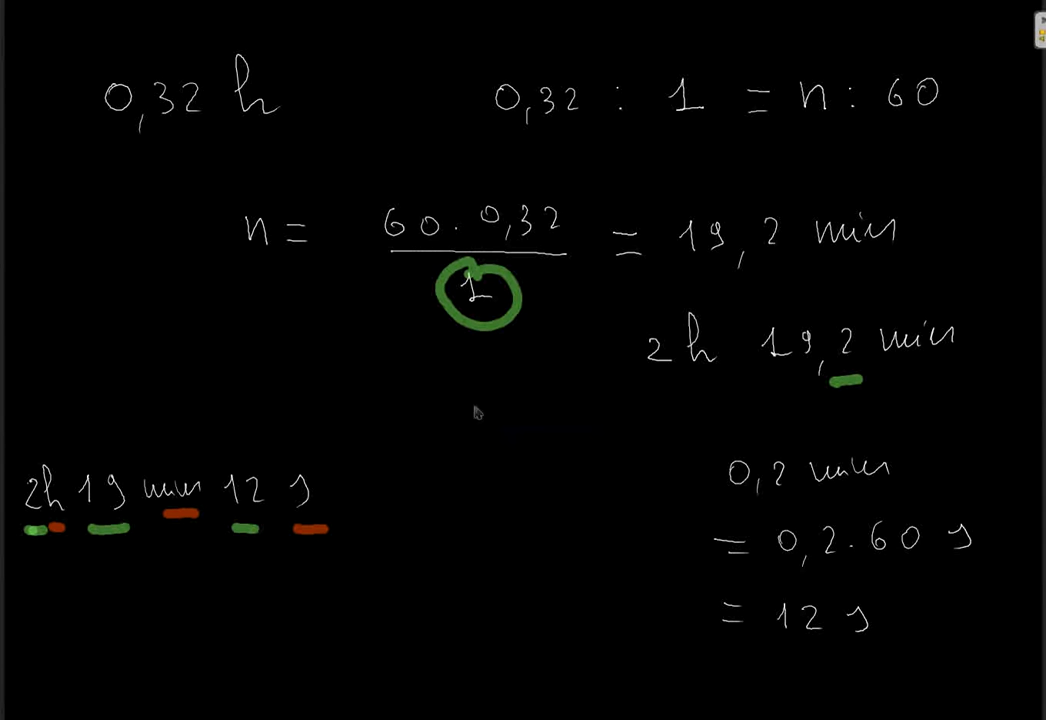 0,32 h
0,32 : 1 = n : 60
n = 60 . 0,32 / 1 = 19,2 min
2h 19,2 min
2h 19 min 12 s
0,2 min
= 0,2 . 60 s
= 12 s